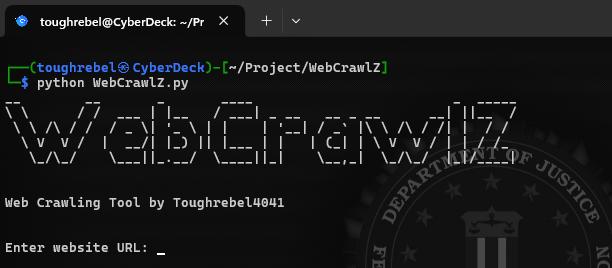 toughrebel@CyberDeck: ~/Pr
(toughrebel㉿CyberDeck)-[~/Project/WebCrawlZ]
$ python WebCrawlZ.py
WebCrawlZ
Web Crawling Tool by Toughrebel4041
Enter website URL: _
DEPARTMENT OF JUSTICE